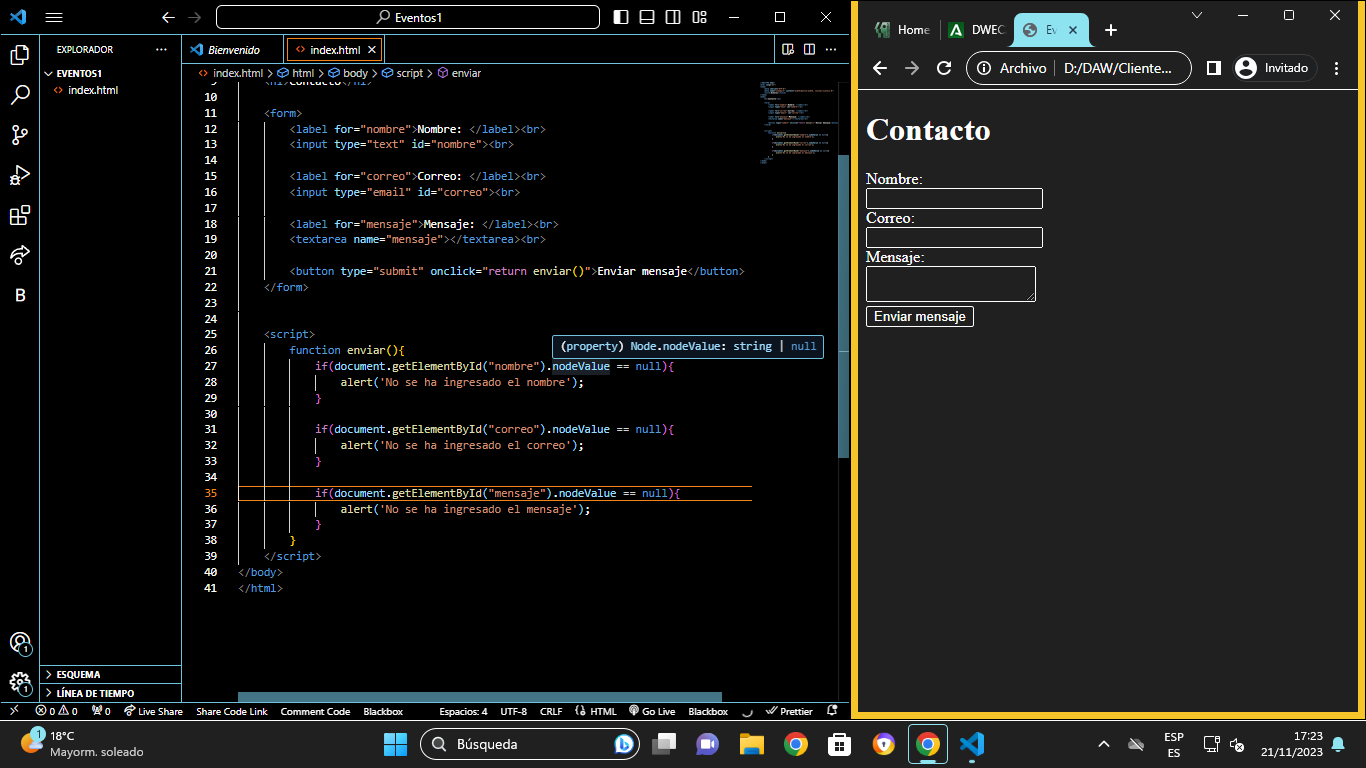 Eventos1
EXPLORADOR
Bienvenido
index.html
EVENTOS1
index.html
index.html > html > body > script > enviar
10
11 <form>
12 <label for="nombre">Nombre: </label><br>
13 <input type="text" id="nombre"><br>
14
15 <label for="correo">Correo: </label><br>
16 <input type="email" id="correo"><br>
17
18 <label for="mensaje">Mensaje: </label><br>
19 <textarea name="mensaje"></textarea><br>
20
21 <button type="submit" onclick="return enviar()">Enviar mensaje</button>
22 </form>
23
24
25 <script>
26 function enviar(){
(property) Node.nodeValue: string | null
27 if(document.getElementById("nombre").nodeValue == null){
28 alert('No se ha ingresado el nombre');
29 }
30
31 if(document.getElementById("correo").nodeValue == null){
32 alert('No se ha ingresado el correo');
33 }
34
35 if(document.getElementById("mensaje").nodeValue == null){
36 alert('No se ha ingresado el mensaje');
37 }
38 }
39 </script>
40 </body>
41 </html>
B
1
1
ESQUEMA
LÍNEA DE TIEMPO
0 0 0 Live Share Share Code Link Comment Code Blackbox Espacios: 4 UTF-8 CRLF HTML Go Live Blackbox Prettier
Home
DWEC
Ev
Archivo D:/DAW/Cliente...
Invitado
Contacto
Nombre:
Correo:
Mensaje:
Enviar mensaje
1
18°C
Mayorm. soleado
Búsqueda
ESP
ES
17:23
21/11/2023